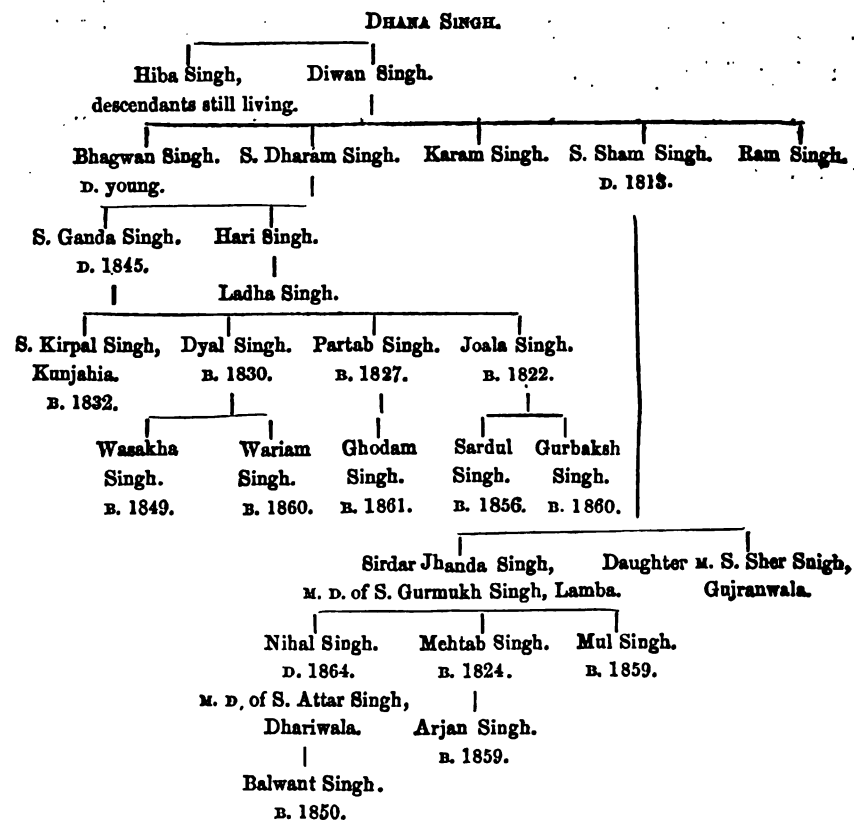 DHANA SINGH.
Hiba Singh, Diwan Singh.
descendants still living.
Bhagwan Singh. S. Dharam Singh. Karam Singh. S. Sham Singh. Ram Singh.
D. young. D. 1813.
S. Ganda Singh. Hari Singh.
D. 1845.
Ladha Singh.
S. Kirpal Singh, Dyal Singh. Partab Singh. Joala Singh.
Kunjahia. B. 1830. B. 1827. B. 1822.
B. 1832.
Wasakha Wariam Ghodam Sardul Gurbaksh
Singh. Singh. Singh. Singh. Singh.
B. 1849. B. 1860. B. 1861. B. 1856. B. 1860.
Sirdar Jhanda Singh, Daughter M. S. Sher Snigh,
M. D. of S. Gurmukh Singh, Lamba. Gujranwala.
Nihal Singh. Mehtab Singh. Mul Singh.
D. 1864. B. 1824. B. 1859.
M. D. of S. Attar Singh,
Dhariwala. Arjan Singh.
B. 1859.
Balwant Singh.
B. 1850.